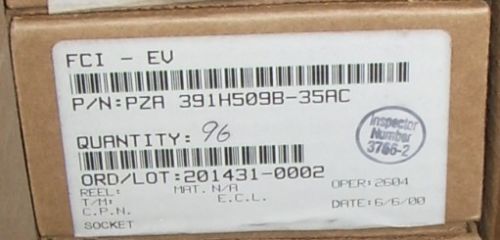 FCI - EV
P/N:PZA 391H509B-35AC
QUANTITY: 96
Inspector
Number
3766-2
ORD/LOT:201431-0002
REEL: MAT. N/A OPER:2604
T/M: E.C.L.
C.P.N. DATE:6/6/00
SOCKET